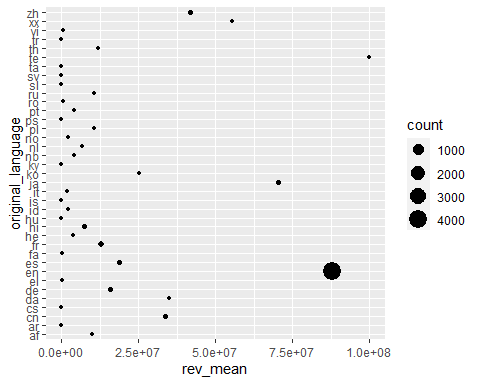 zh
xx
vi
tr
th
te
ta
sv
sl
ru
ro
pt
ps
pl
no
nl
nb
ky
ko
ja
it
is
id
hu
hi
he
fr
fa
es
en
el
de
da
cs
cn
ar
af
original_language
0.0e+00 2.5e+07 5.0e+07 7.5e+07 1.0e+08
rev_mean
count
1000
2000
3000
4000